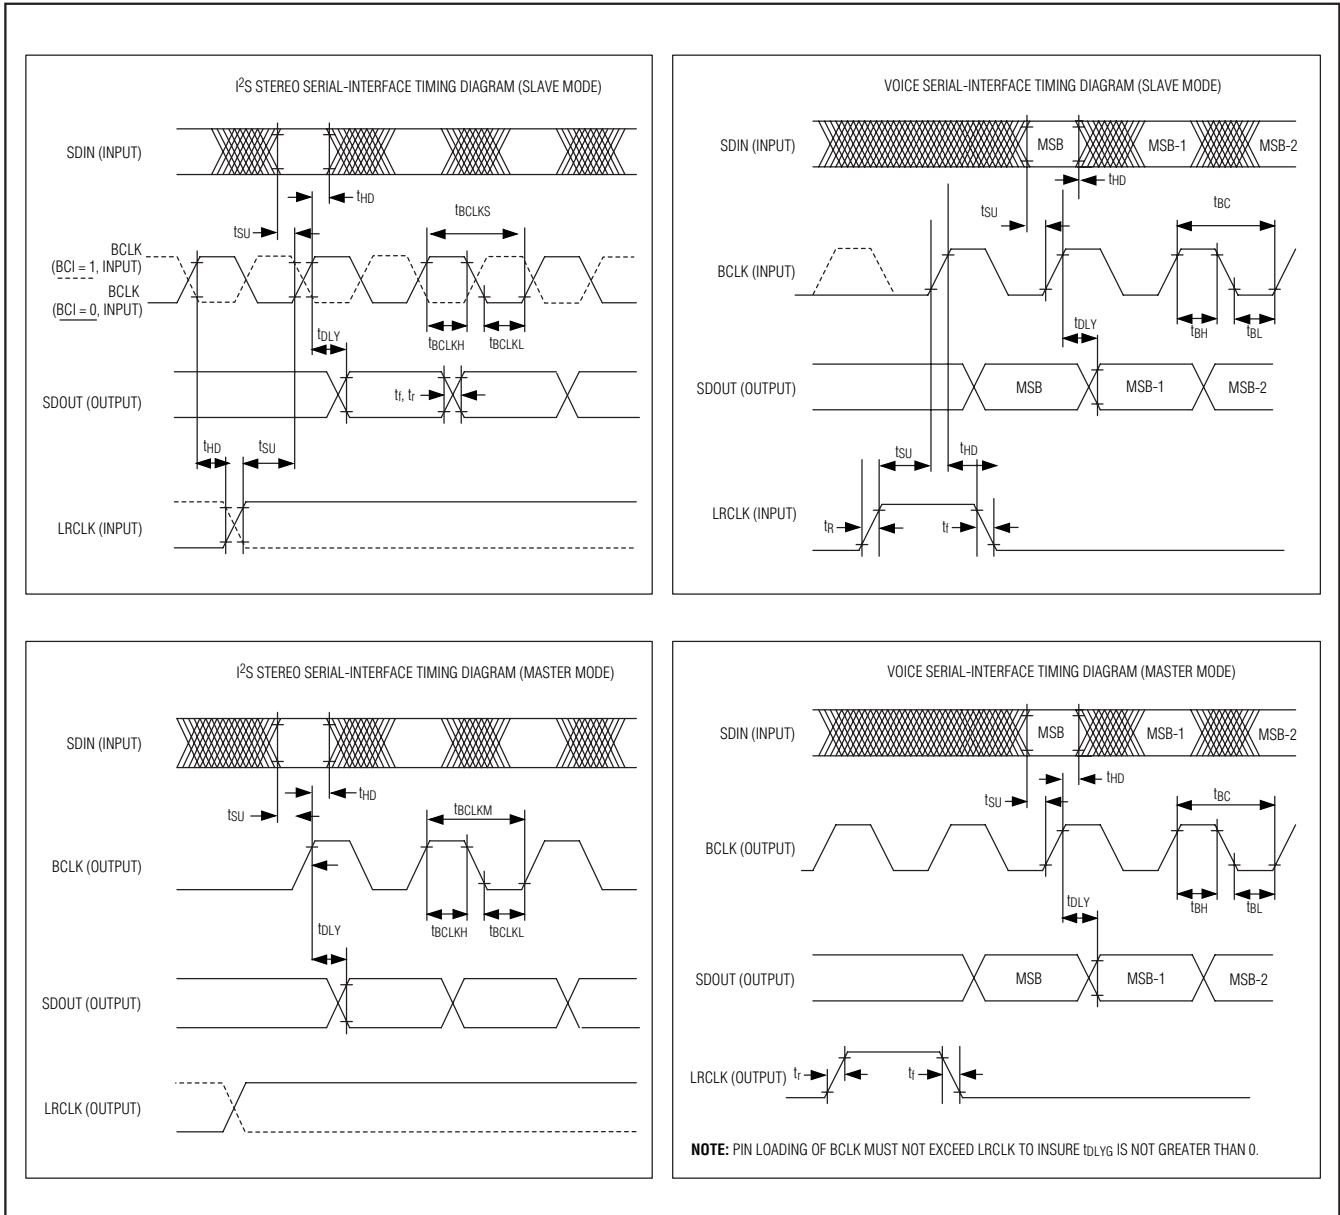 I²S STEREO SERIAL-INTERFACE TIMING DIAGRAM (SLAVE MODE)
SDIN (INPUT)
tHD
tBCLKS
tSU
BCLK
(BCI = 1, INPUT)
BCLK
(BCI = 0, INPUT)
tDLY
tBCLKH
tBCLKL
SDOUT (OUTPUT)
tf, tr
tHD
tSU
LRCLK (INPUT)
VOICE SERIAL-INTERFACE TIMING DIAGRAM (SLAVE MODE)
SDIN (INPUT)
MSB
MSB-1
MSB-2
tHD
tSU
tBC
BCLK (INPUT)
tDLY
tBH
tBL
SDOUT (OUTPUT)
MSB
MSB-1
MSB-2
tSU
tHD
LRCLK (INPUT)
tR
tf
I²S STEREO SERIAL-INTERFACE TIMING DIAGRAM (MASTER MODE)
SDIN (INPUT)
tHD
tSU
tBCLKM
BCLK (OUTPUT)
tDLY
tBCLKH
tBCLKL
SDOUT (OUTPUT)
LRCLK (OUTPUT)
VOICE SERIAL-INTERFACE TIMING DIAGRAM (MASTER MODE)
SDIN (INPUT)
MSB
MSB-1
MSB-2
tHD
tSU
tBC
BCLK (OUTPUT)
tDLY
tBH
tBL
SDOUT (OUTPUT)
MSB
MSB-1
MSB-2
LRCLK (OUTPUT)
tr
tf
NOTE: PIN LOADING OF BCLK MUST NOT EXCEED LRCLK TO INSURE tDLYG IS NOT GREATER THAN 0.